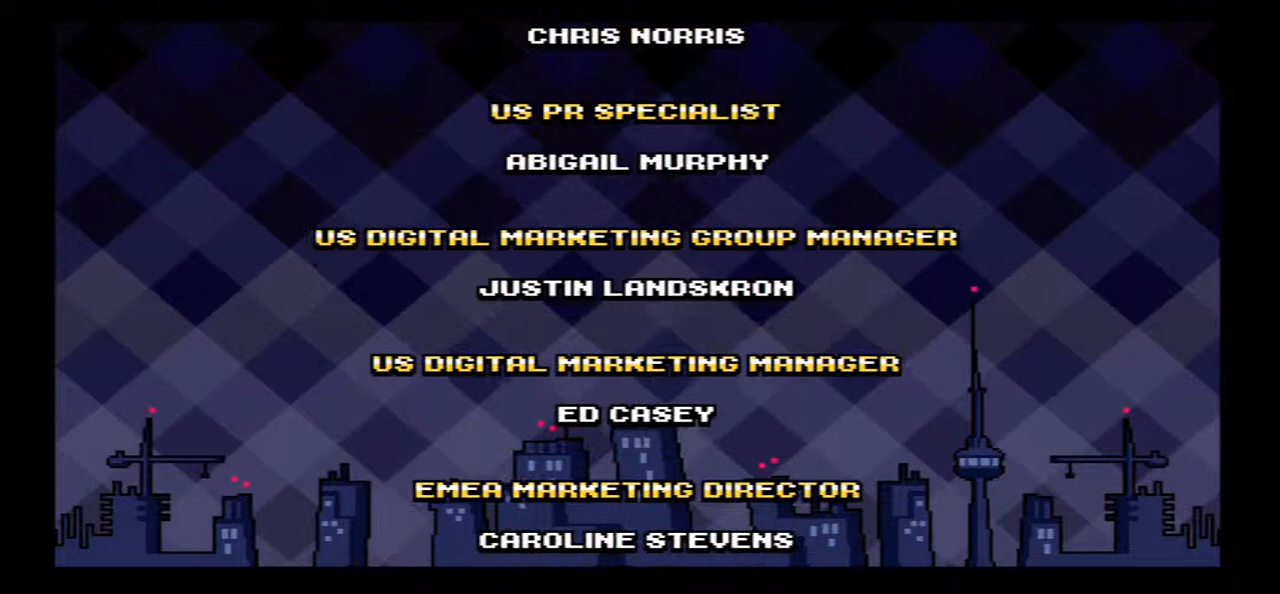 CHRIS NORRIS
US PR SPECIALIST
ABIGAIL MURPHY
US DIGITAL MARKETING GROUP MANAGER
JUSTIN LANDSKRON
US DIGITAL MARKETING MANAGER
ED CASEY
EMEA MARKETING DIRECTOR
CAROLINE STEVENS